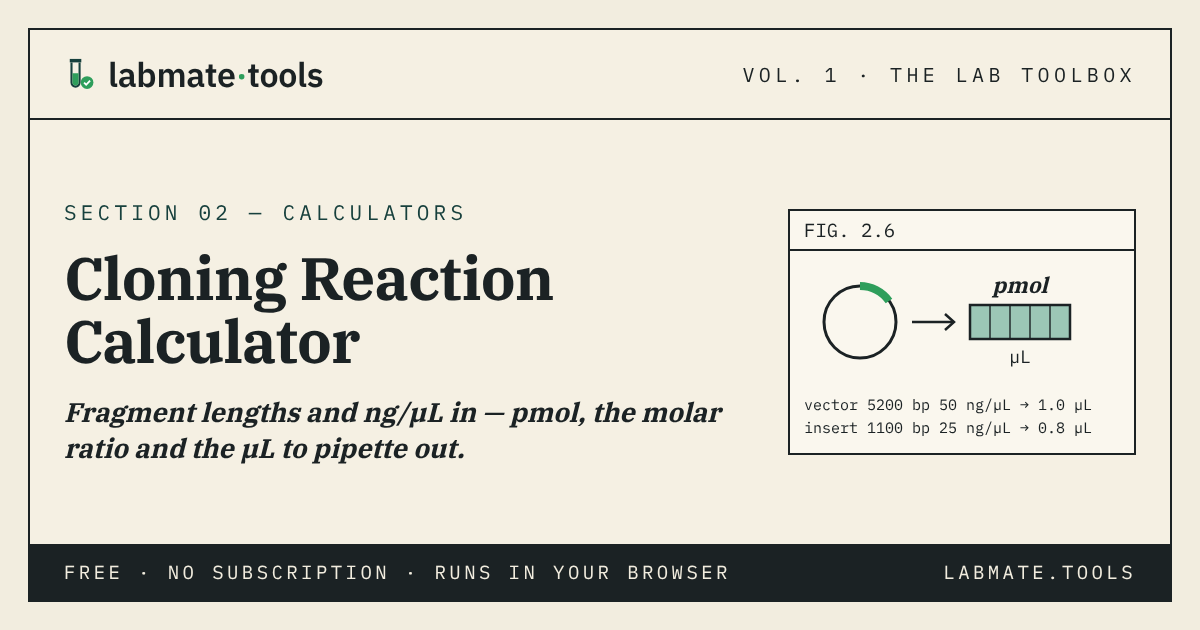 labmate·tools
VOL. 1 · THE LAB TOOLBOX
SECTION 02 — CALCULATORS
Cloning Reaction
Calculator
Fragment lengths and ng/µL in — pmol, the molar
ratio and the µL to pipette out.
FIG. 2.6
pmol
µL
vector 5200 bp 50 ng/µL → 1.0 µL
insert 1100 bp 25 ng/µL → 0.8 µL
FREE · NO SUBSCRIPTION · RUNS IN YOUR BROWSER
LABMATE.TOOLS